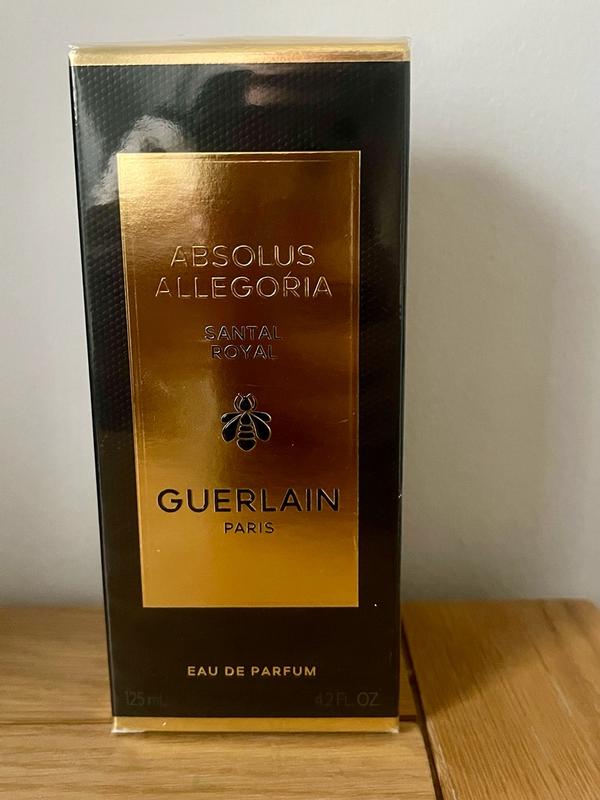 ABSOLUS
ALLEGORIA
SANTAL
ROYAL
GUERLAIN
PARIS
EAU DE PARFUM
125 mL 4.2 FL. OZ